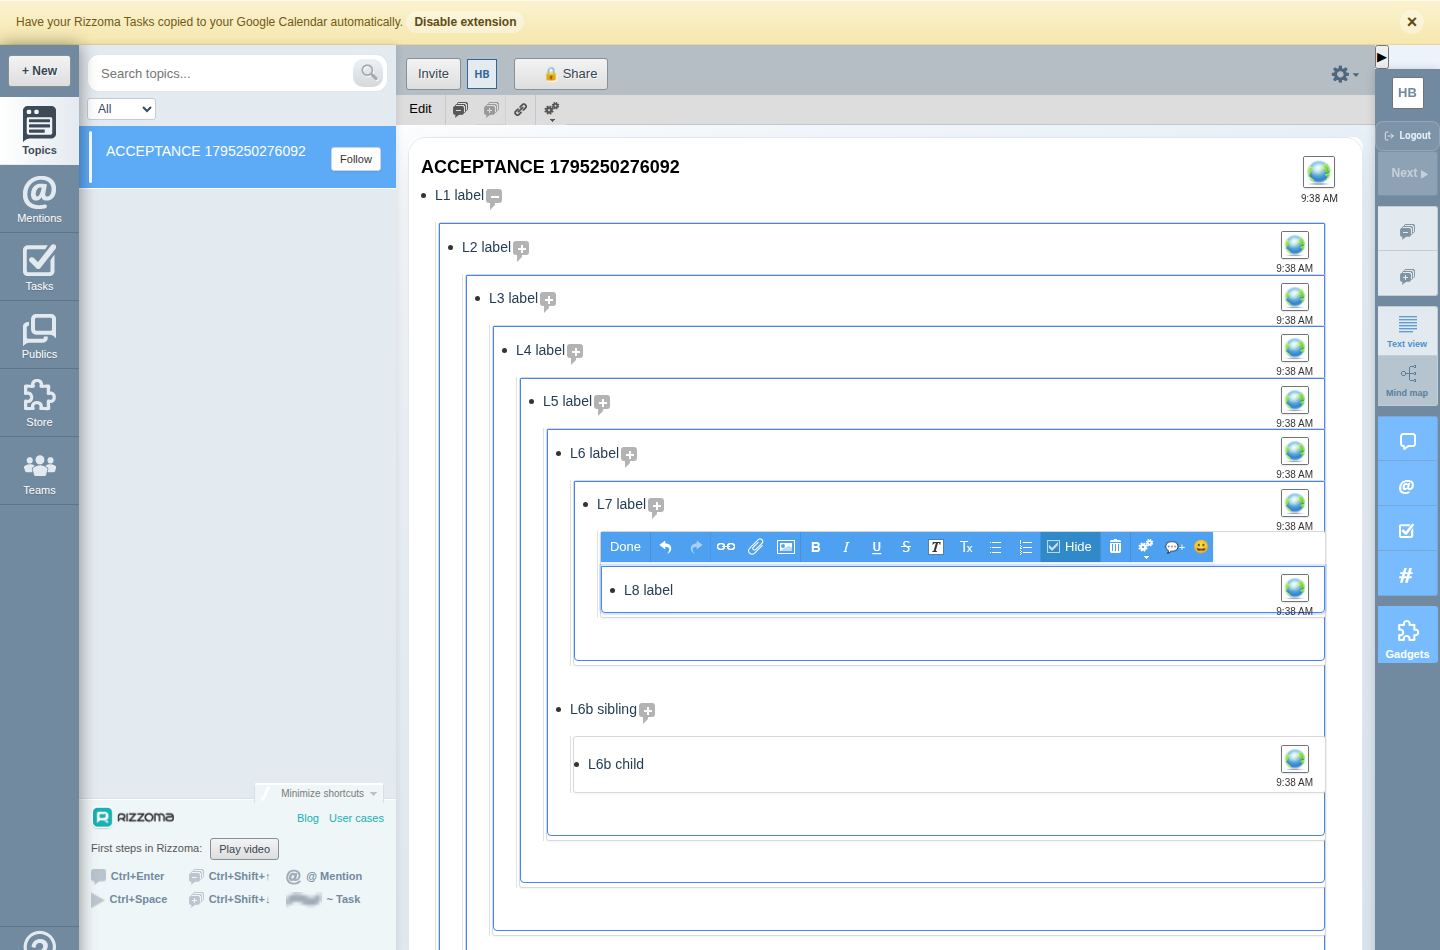 Have your Rizzoma Tasks copied to your Google Calendar automatically. Disable extension
+ New
Topics
Mentions
Tasks
Publics
Store
Teams
Search topics...
All
ACCEPTANCE 1795250276092
Follow
Minimize shortcuts
RIZZOMA
Blog User cases
First steps in Rizzoma: Play video
Ctrl+Enter Ctrl+Shift+↑ @ Mention
Ctrl+Space Ctrl+Shift+↓ ~ Task
Invite HB Share
Edit
ACCEPTANCE 1795250276092
9:38 AM
L1 label
L2 label
9:38 AM
L3 label
9:38 AM
L4 label
9:38 AM
L5 label
9:38 AM
L6 label
9:38 AM
L7 label
9:38 AM
Done B I U S T Tx Hide
L8 label
9:38 AM
L6b sibling
L6b child
9:38 AM
HB
Logout
Next ▶
Text view
Mind map
@
#
Gadgets